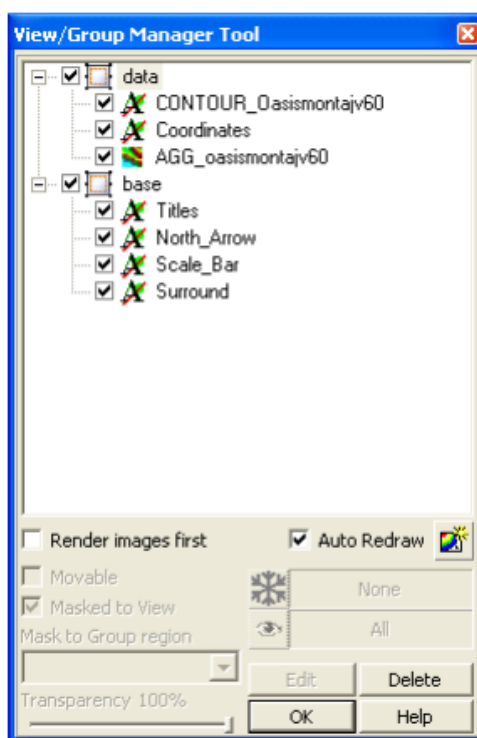 View/Group Manager Tool
data
CONTOUR_Oasismontajv60
Coordinates
AGG_oasismontajv60
base
Titles
North_Arrow
Scale_Bar
Surround
Render images first
Auto Redraw
Movable
None
Masked to View
All
Mask to Group region
Edit
Delete
Transparency 100%
OK
Help